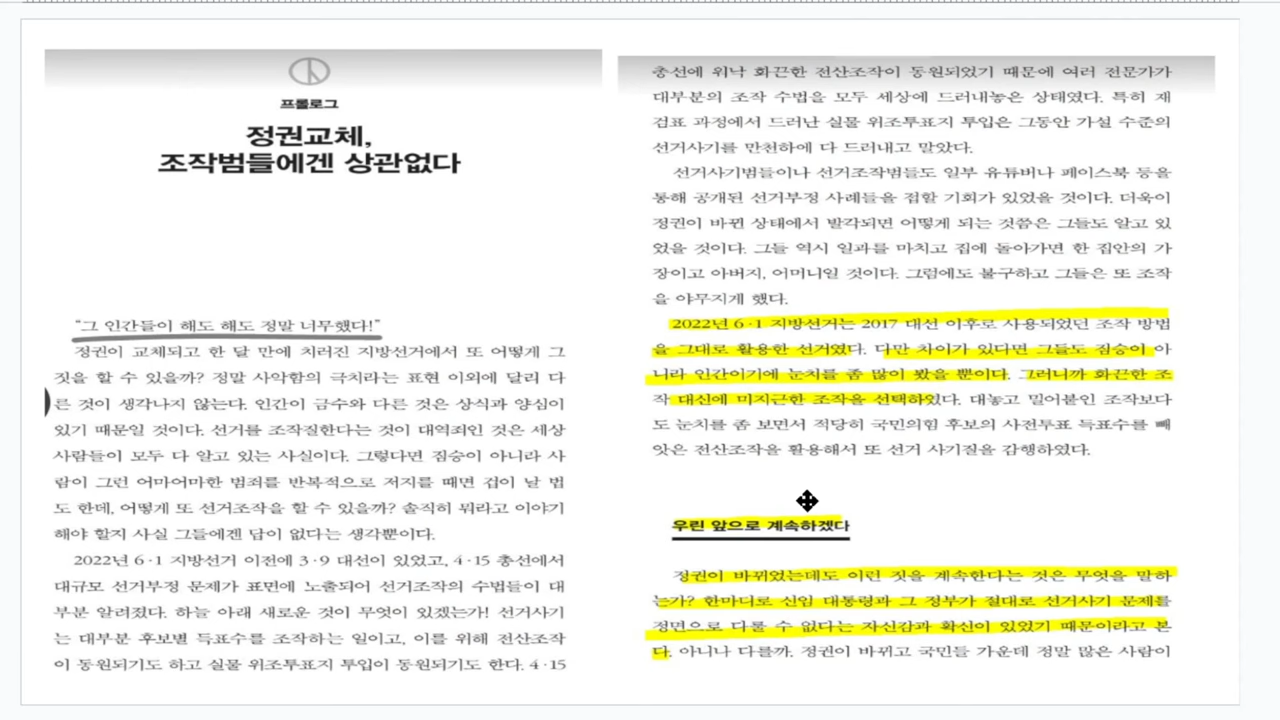 프롤로그
정권교체,
조작범들에겐 상관없다
“그 인간들이 해도 해도 정말 너무했다!”
정권이 교체되고 한 달 만에 치러진 지방선거에서 또 어떻게 그
짓을 할 수 있을까? 정말 사악함의 극치라는 표현 이외에 달리 다
른 것이 생각나지 않는다. 인간이 금수와 다른 것은 상식과 양심이
있기 때문일 것이다. 선거를 조작질한다는 것이 대역죄인 것은 세상
사람들이 모두 다 알고 있는 사실이다. 그렇다면 짐승이 아니라 사
람이 그런 어마어마한 범죄를 반복적으로 저지를 때면 겁이 날 법
도 한데, 어떻게 또 선거조작을 할 수 있을까? 솔직히 뭐라고 이야기
해야 할지 사실 그들에겐 답이 없다는 생각뿐이다.
2022년 6·1 지방선거 이전에 3·9 대선이 있었고, 4·15 총선에서
대규모 선거부정 문제가 표면에 노출되어 선거조작의 수법들이 대
부분 알려졌다. 하늘 아래 새로운 것이 무엇이 있겠는가! 선거사기
는 대부분 후보별 득표수를 조작하는 일이고, 이를 위해 전산조작
이 동원되기도 하고 실물 위조투표지 투입이 동원되기도 한다. 4·15
총선에 위낙 화끈한 전산조작이 동원되었기 때문에 여러 전문가가
대부분의 조작 수법을 모두 세상에 드러내놓은 상태였다. 특히 재
검표 과정에서 드러난 실물 위조투표지 투입은 그동안 가설 수준의
선거사기를 만천하에 다 드러내고 말았다.
선거사기범들이나 선거조작범들도 일부 유튜버나 페이스북 등을
통해 공개된 선거부정 사례들을 접할 기회가 있었을 것이다. 더욱이
정권이 바뀐 상태에서 발각되면 어떻게 되는 것쯤은 그들도 알고 있
었을 것이다. 그들 역시 일과를 마치고 집에 돌아가면 한 집안의 가
장이고 아버지, 어머니일 것이다. 그럼에도 불구하고 그들은 또 조작
을 야무지게 했다.
2022년 6·1 지방선거는 2017 대선 이후로 사용되었던 조작 방법
을 그대로 활용한 선거였다. 다만 차이가 있다면 그들도 짐승이 아
니라 인간이기에 눈치를 좀 많이 봤을 뿐이다. 그러니까 화끈한 조
작 대신에 미지근한 조작을 선택하였다. 대놓고 밀어붙인 조작보다
도 눈치를 좀 보면서 적당히 국민의힘 후보의 사전투표 득표수를 빼
앗은 전산조작을 활용해서 또 선거 사기질을 감행하였다.
우린 앞으로 계속하겠다
정권이 바뀌었는데도 이런 짓을 계속한다는 것은 무엇을 말하
는가? 한마디로 신임 대통령과 그 정부가 절대로 선거사기 문제를
정면으로 다룰 수 없다는 자신감과 확신이 있었기 때문이라고 본
다. 아니나 다를까. 정권이 바뀌고 국민들 가운데 정말 많은 사람이